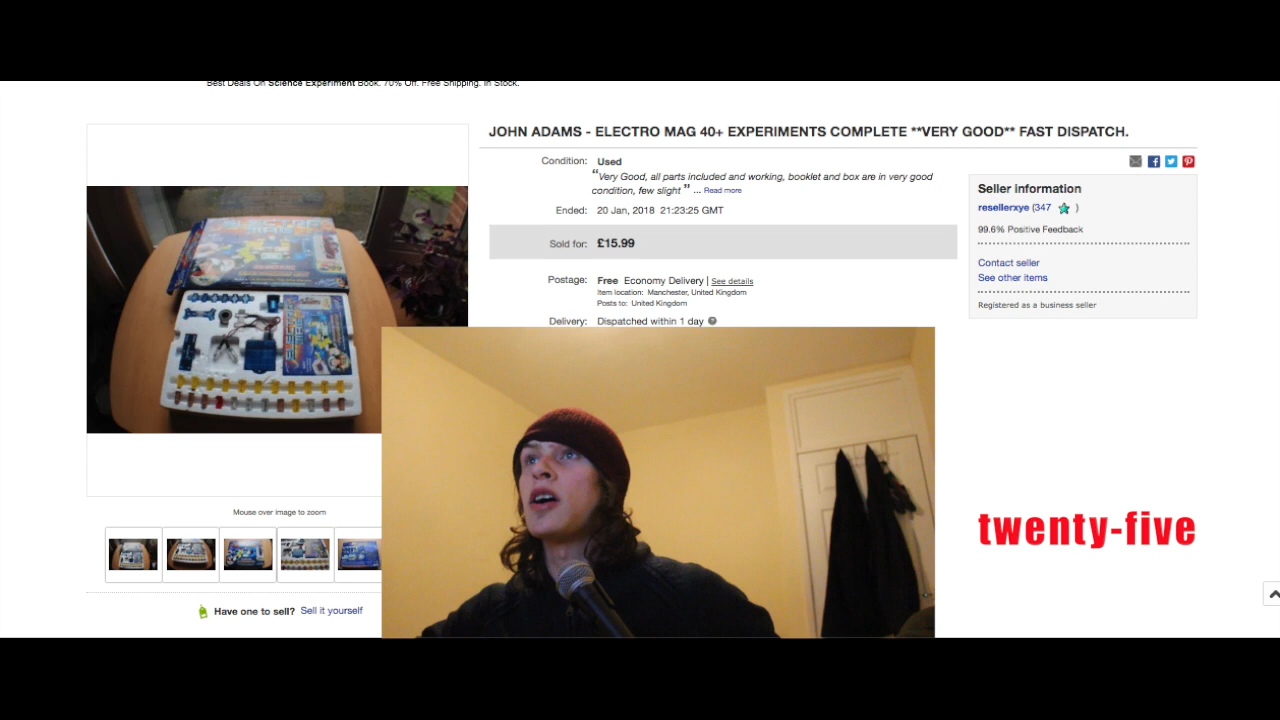 Best Deals On Science Experiment Book. 70% Off. Free Shipping. In Stock.
JOHN ADAMS - ELECTRO MAG 40+ EXPERIMENTS COMPLETE **VERY GOOD** FAST DISPATCH.
Condition: Used
“Very Good, all parts included and working, booklet and box are in very good
condition, few slight ” ... Read more
Ended: 20 Jan, 2018 21:23:25 GMT
Sold for: £15.99
Postage: Free Economy Delivery | See details
Item location: Manchester, United Kingdom
Posts to: United Kingdom
Delivery: Dispatched within 1 day
Seller information
resellerxye (347 )
99.6% Positive Feedback
Contact seller
See other items
Registered as a business seller
Mouse over image to zoom
Have one to sell? Sell it yourself
twenty-five